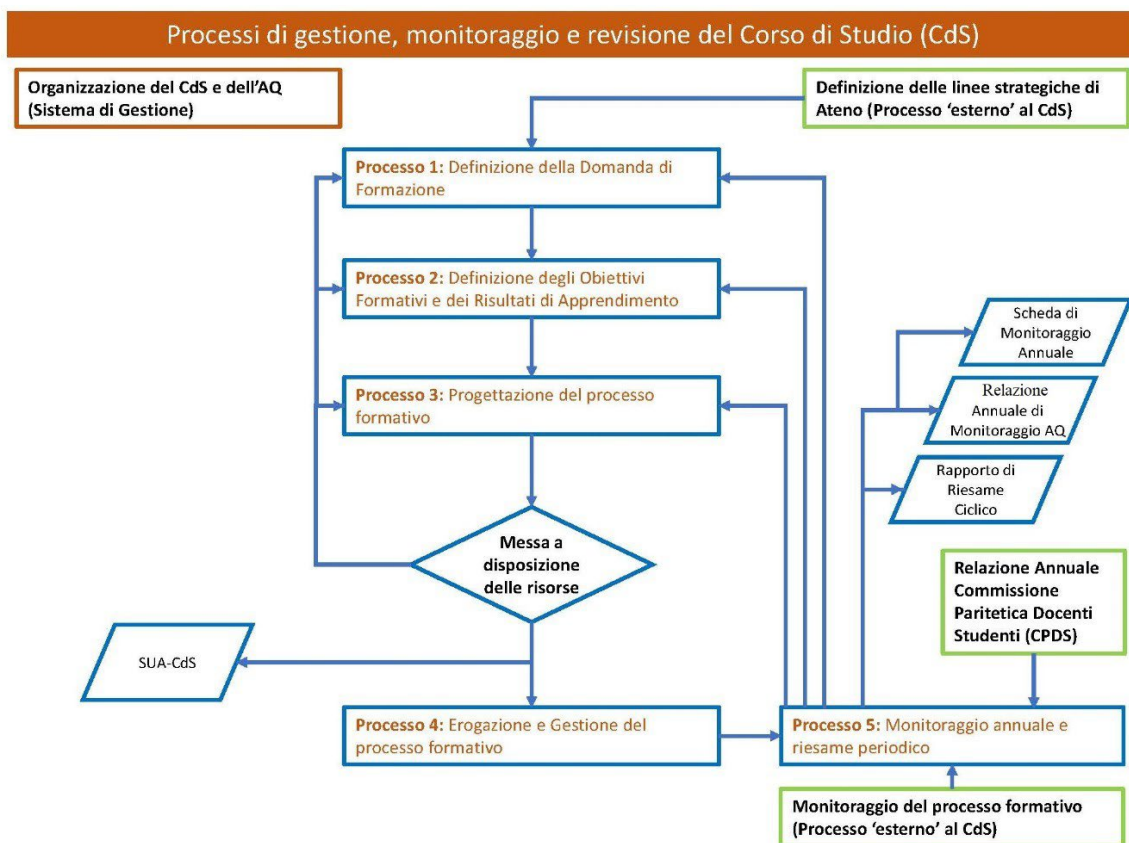 Processi di gestione, monitoraggio e revisione del Corso di Studio (CdS)
Organizzazione del CdS e dell'AQ
(Sistema di Gestione)
Definizione delle linee strategiche di
Ateno (Processo 'esterno' al CdS)
Processo 1: Definizione della Domanda di
Formazione
Processo 2: Definizione degli Obiettivi
Formativi e dei Risultati di Apprendimento
Scheda di
Monitoraggio
Annuale
Processo 3: Progettazione del processo
formativo
Relazione
Annuale di
Monitoraggio AQ
Rapporto di
Riesame
Ciclico
Messa a
disposizione
delle risorse
Relazione Annuale
Commissione
Paritetica Docenti
Studenti (CPDS)
SUA-CdS
Processo 4: Erogazione e Gestione del
processo formativo
Processo 5: Monitoraggio annuale e
riesame periodico
Monitoraggio del processo formativo
(Processo 'esterno' al CdS)